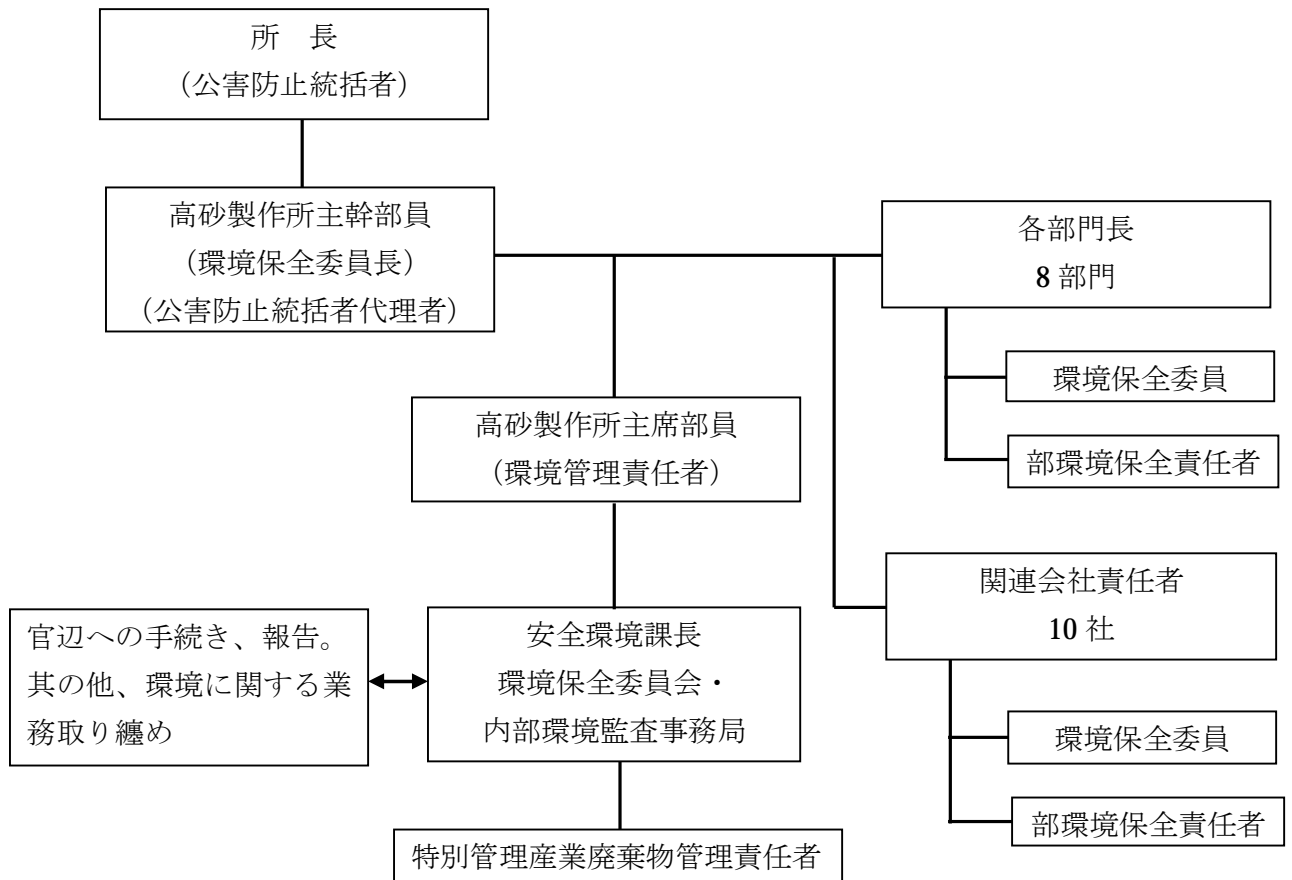 所　長
（公害防止統括者）
高砂製作所主幹部員
（環境保全委員長）
（公害防止統括者代理者）
各部門長
8 部門
環境保全委員
部環境保全責任者
高砂製作所主席部員
（環境管理責任者）
関連会社責任者
10 社
環境保全委員
部環境保全責任者
官辺への手続き、報告。
其の他、環境に関する業
務取り纏め
安全環境課長
環境保全委員会・
内部環境監査事務局
特別管理産業廃棄物管理責任者